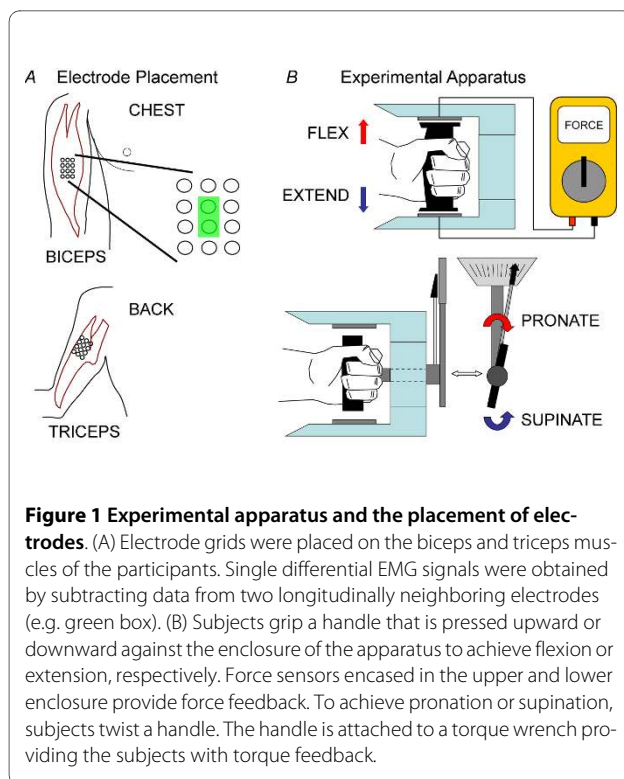 A Electrode Placement
CHEST
BICEPS
BACK
TRICEPS
B Experimental Apparatus
FLEX
EXTEND
FORCE
PRONATE
SUPINATE
Figure 1 Experimental apparatus and the placement of elec-
trodes. (A) Electrode grids were placed on the biceps and triceps mus-
cles of the participants. Single differential EMG signals were obtained
by subtracting data from two longitudinally neighboring electrodes
(e.g. green box). (B) Subjects grip a handle that is pressed upward or
downward against the enclosure of the apparatus to achieve flexion or
extension, respectively. Force sensors encased in the upper and lower
enclosure provide force feedback. To achieve pronation or supination,
subjects twist a handle. The handle is attached to a torque wrench pro-
viding the subjects with torque feedback.